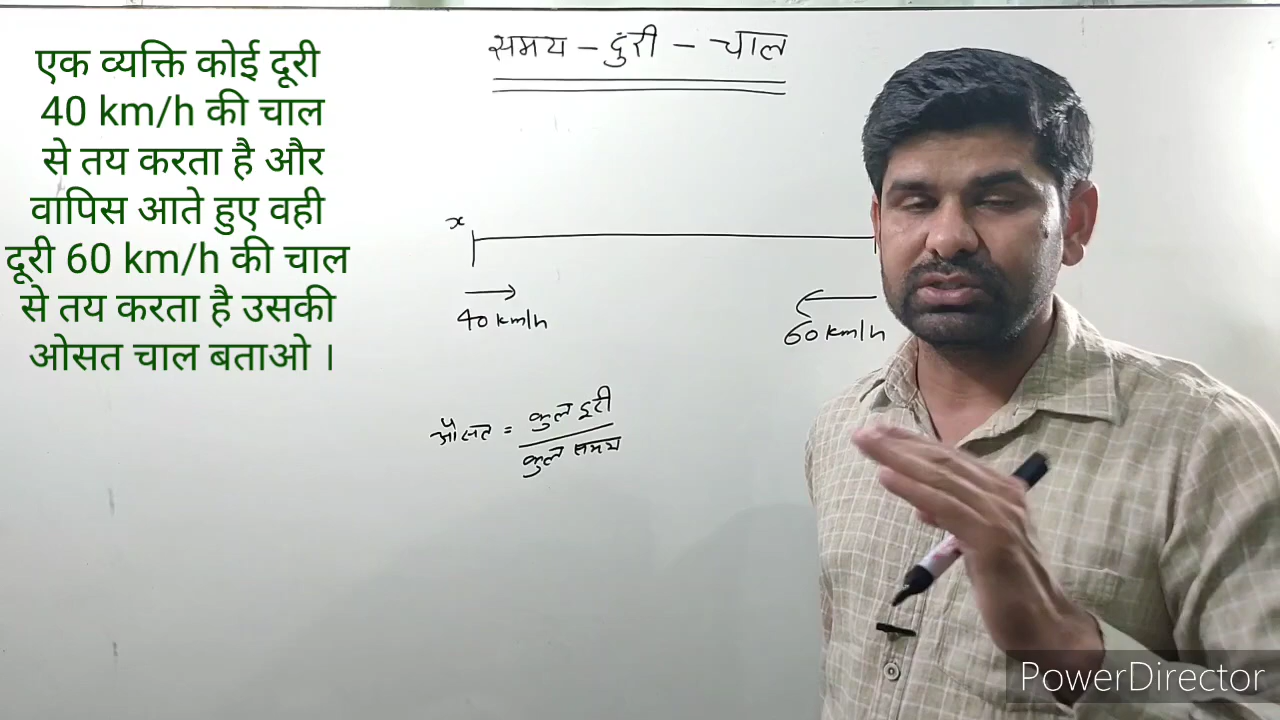 समय – दुरी – चाल
एक व्यक्ति कोई दूरी
40 km/h की चाल
से तय करता है और
वापिस आते हुए वही
दूरी 60 km/h की चाल
से तय करता है उसकी
ओसत चाल बताओ ।
x
40 km/h
60 km/h
औसत = कुल दुरी
कुल समय
PowerDirector